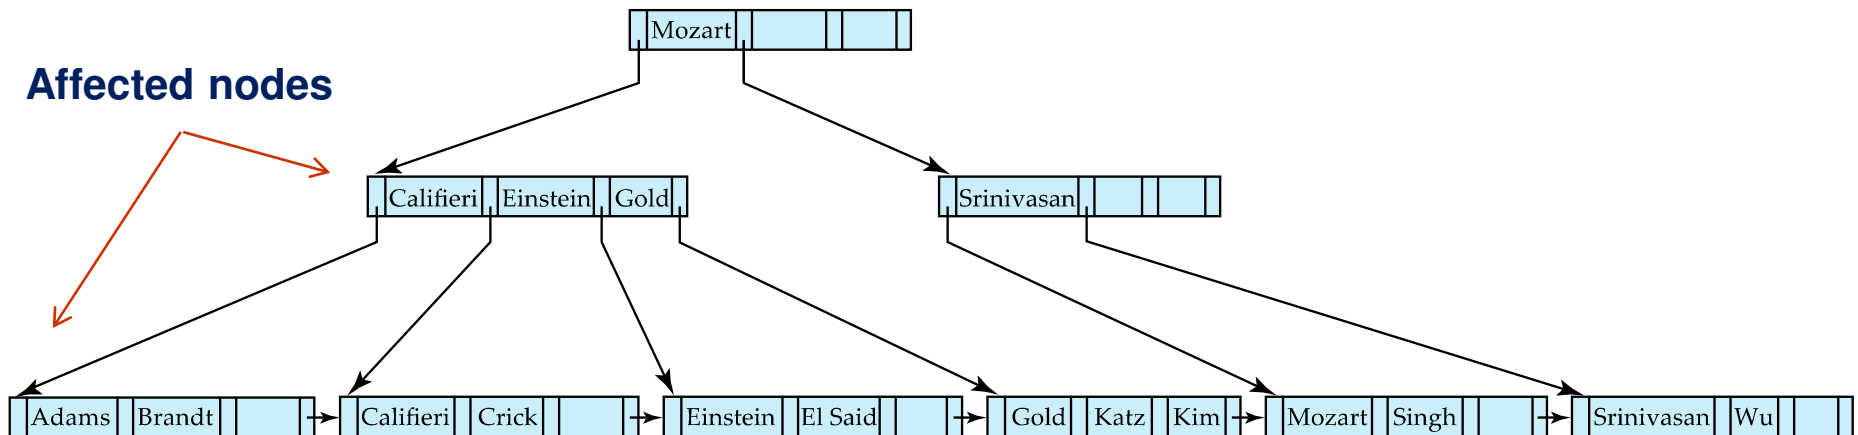 Mozart
Affected nodes
Califieri Einstein Gold Srinivasan
Adams Brandt Califieri Crick Einstein El Said Gold Katz Kim Mozart Singh Srinivasan Wu